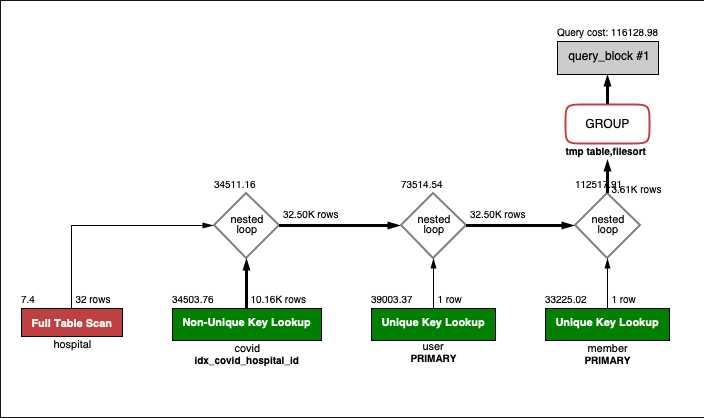 Query cost: 116128.98
query_block #1
GROUP
tmp table,filesort
34511.16
73514.54
112517.91
3.61K rows
nested
loop
32.50K rows
nested
loop
32.50K rows
nested
loop
7.4
32 rows
34503.76
10.16K rows
39003.37
1 row
33225.02
1 row
Full Table Scan
Non-Unique Key Lookup
Unique Key Lookup
Unique Key Lookup
hospital
covid
user
member
idx_covid_hospital_id
PRIMARY
PRIMARY